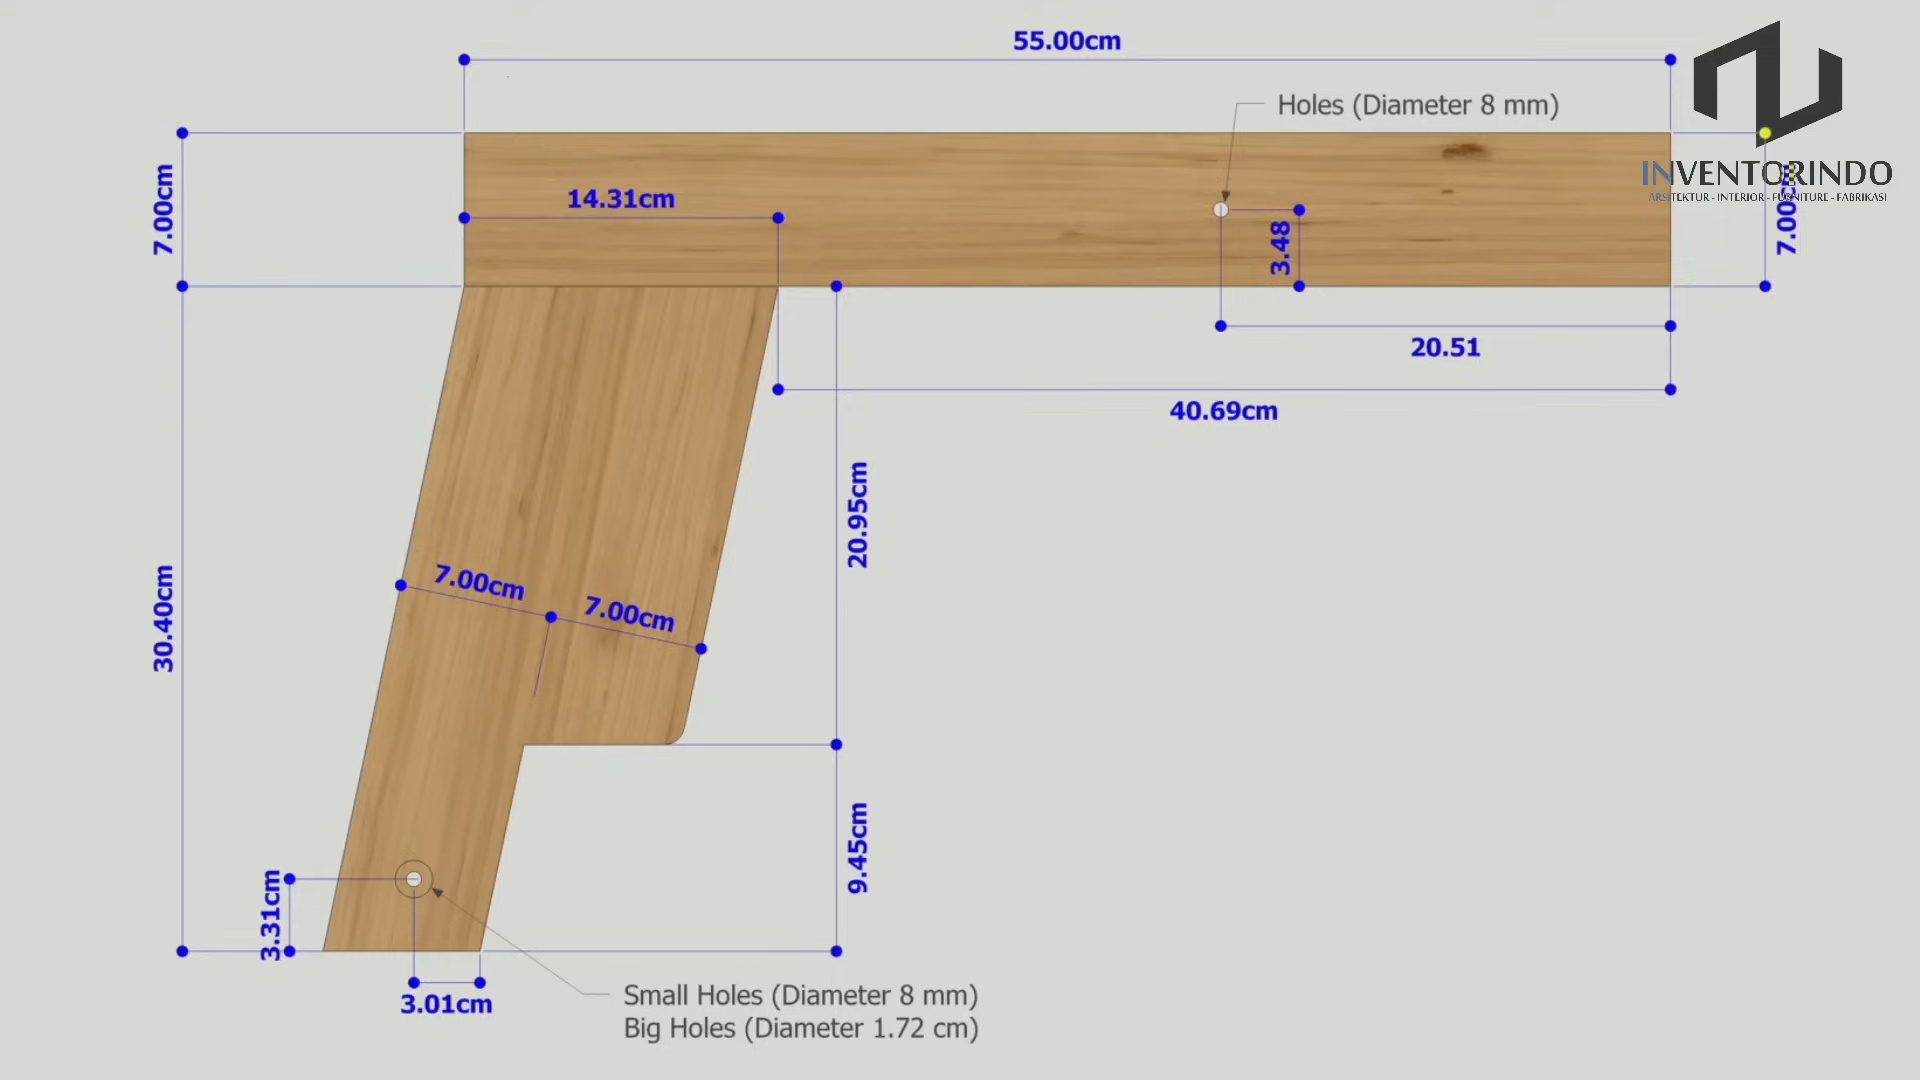 55.00cm
Holes (Diameter 8 mm)
INVENTORINDO
ARSITEKTUR - INTERIOR - FURNITURE - FABRIKASI
7.00cm
14.31cm
3.48
7.00cm
20.51
40.69cm
20.95cm
7.00cm
7.00cm
30.40cm
9.45cm
3.31cm
3.01cm
Small Holes (Diameter 8 mm)
Big Holes (Diameter 1.72 cm)